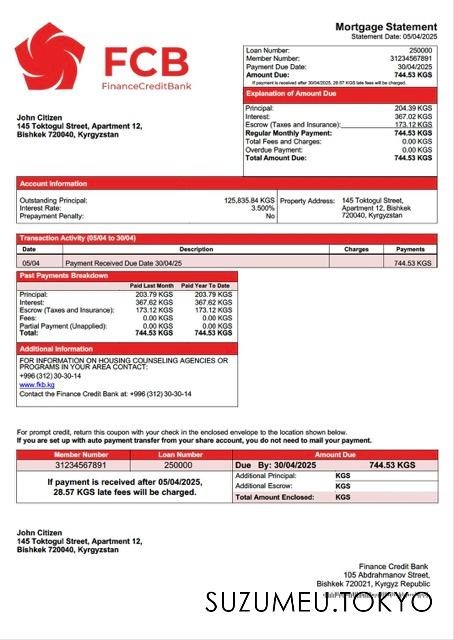 Mortgage Statement
Statement Date: 05/04/2025
FCB
FinanceCreditBank
Loan Number: 250000
Member Number: 31234567891
Payment Due Date: 30/04/2025
Amount Due: 744.53 KGS
If payment is received after 30/04/2025, 28.57 KGS late fees will be charged.
Explanation of Amount Due
Principal: 204.39 KGS
Interest: 367.02 KGS
Escrow (Taxes and Insurance): 173.12 KGS
Regular Monthly Payment: 744.53 KGS
Total Fees and Charges: 0.00 KGS
Overdue Payment: 0.00 KGS
Total Amount Due: 744.53 KGS
John Citizen
145 Toktogul Street, Apartment 12,
Bishkek 720040, Kyrgyzstan
Account Information
Outstanding Principal: 125,835.84 KGS
Interest Rate: 3.500%
Prepayment Penalty: No
Property Address: 145 Toktogul Street,
Apartment 12, Bishkek
720040, Kyrgyzstan
Transaction Activity (05/04 to 30/04)
Date Description Charges Payments
05/04 Payment Received Due Date 30/04/25 744.53 KGS
Past Payments Breakdown
Paid Last Month Paid Year To Date
Principal: 203.79 KGS 203.79 KGS
Interest: 367.62 KGS 367.62 KGS
Escrow (Taxes and Insurance): 173.12 KGS 173.12 KGS
Fees: 0.00 KGS 0.00 KGS
Partial Payment (Unapplied): 0.00 KGS 0.00 KGS
Total: 744.53 KGS 744.53 KGS
Additional Information
FOR INFORMATION ON HOUSING COUNSELING AGENCIES OR
PROGRAMS IN YOUR AREA CONTACT:
+996 (312) 30-30-14
www.fkb.kg
Contact the Finance Credit Bank at: +996 (312) 30-30-14
For prompt credit, return this coupon with your check in the enclosed envelope to the location shown below.
If you are set up with auto payment transfer from your share account, you do not need to mail your payment.
Member Number Loan Number Amount Due
31234567891 250000 Due By: 30/04/2025 744.53 KGS
If payment is received after 05/04/2025,
28.57 KGS late fees will be charged.
Additional Principal: KGS
Additional Escrow: KGS
Total Amount Enclosed: KGS
John Citizen
145 Toktogul Street, Apartment 12,
Bishkek 720040, Kyrgyzstan
Finance Credit Bank
105 Abdrahmanov Street,
Bishkek 720021, Kyrgyz Republic
SUZUMEU.TOKYO